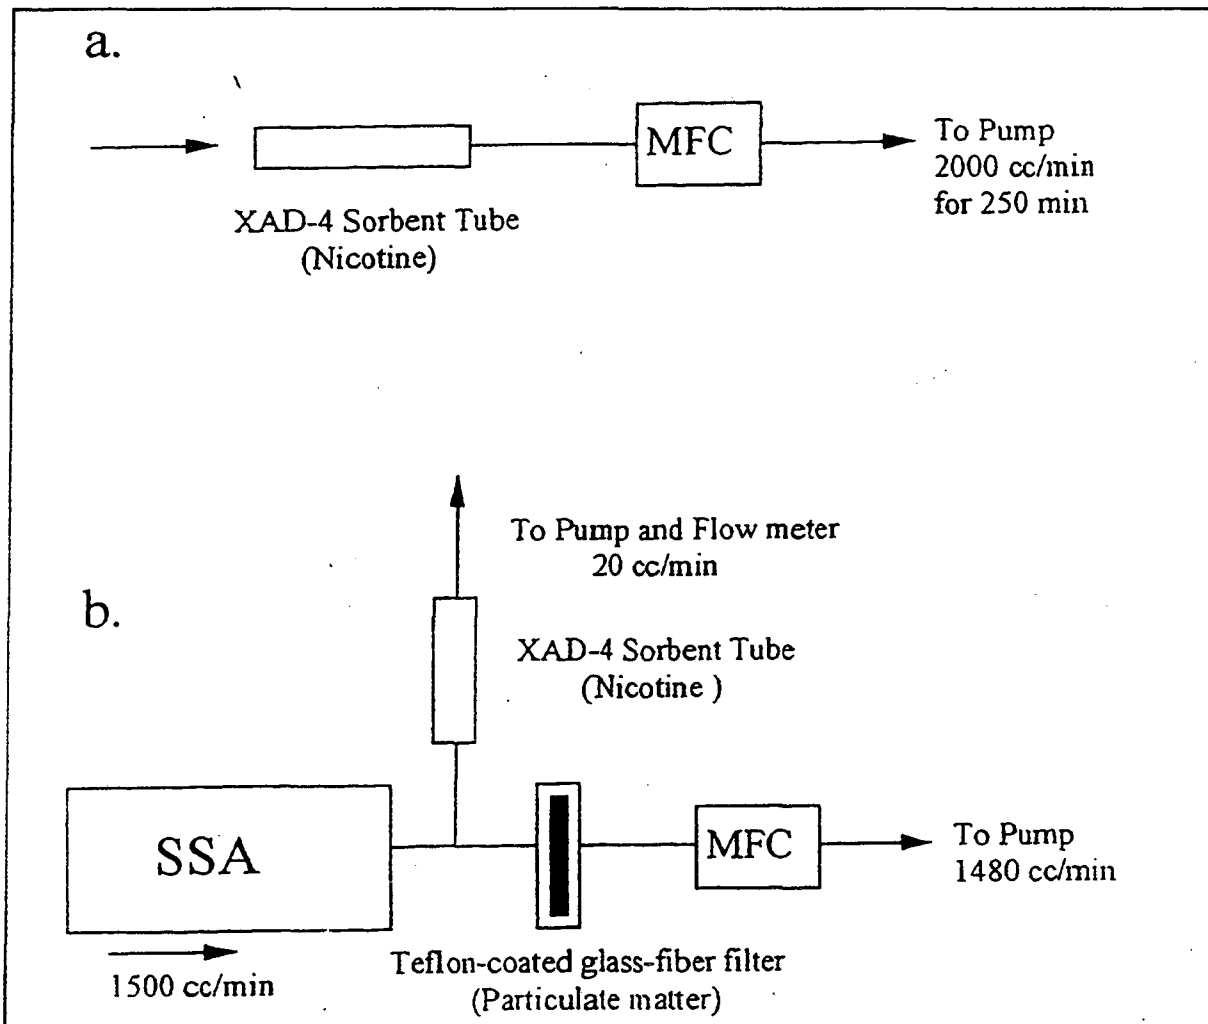 a.
MFC
To Pump
2000 cc/min
for 250 min
XAD-4 Sorbent Tube
(Nicotine)
To Pump and Flow meter
20 cc/min
b.
XAD-4 Sorbent Tube
(Nicotine )
SSA
MFC
To Pump
1480 cc/min
1500 cc/min
Teflon-coated glass-fiber filter
(Particulate matter)